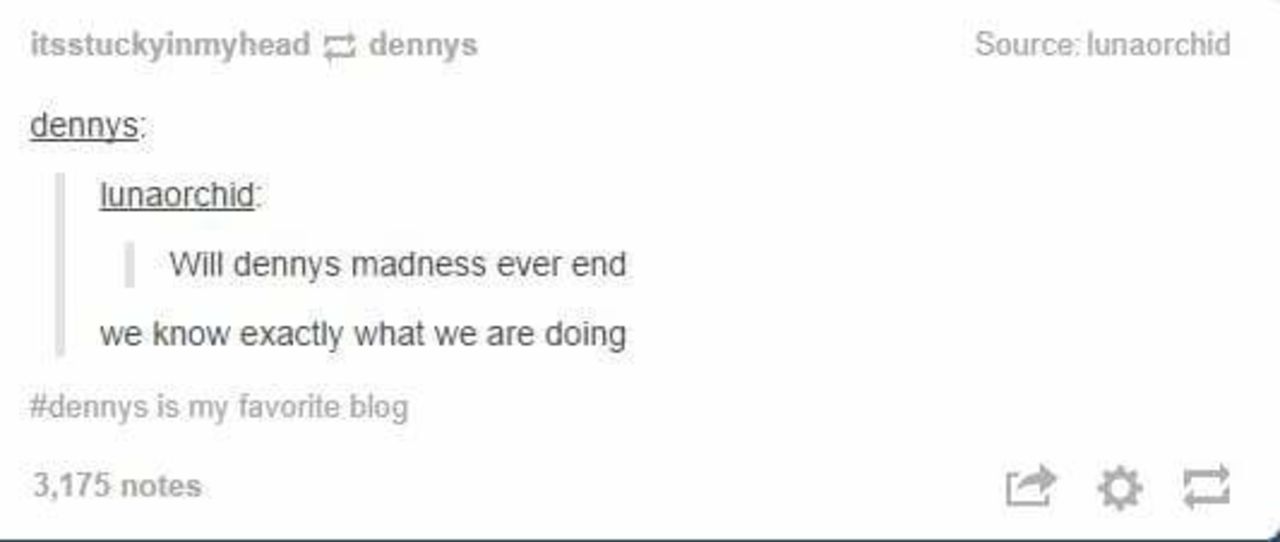 itsstuckyinmyhead dennys Source: lunaorchid
dennys:
lunaorchid:
Will dennys madness ever end
we know exactly what we are doing
#dennys is my favorite blog
3,175 notes